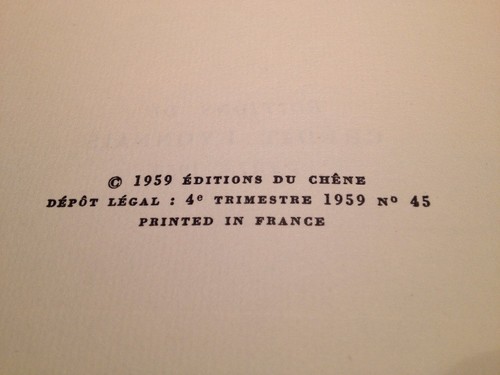 © 1959 ÉDITIONS DU CHÊNE
DÉPÔT LÉGAL : 4e TRIMESTRE 1959 No 45
PRINTED IN FRANCE